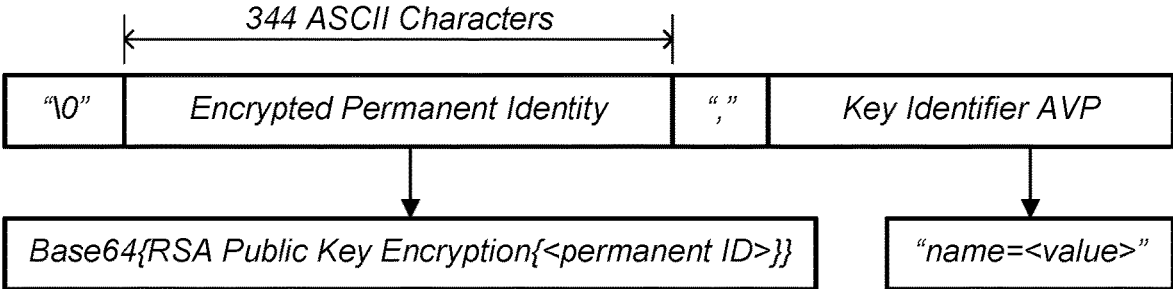 344 ASCII Characters
“\0” Encrypted Permanent Identity “,” Key Identifier AVP
Base64{RSA Public Key Encryption{<permanent ID>}} “name=<value>”